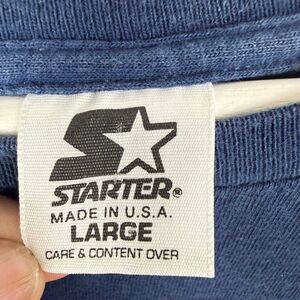 STARTER®
MADE IN U.S.A.
LARGE
CARE & CONTENT OVER